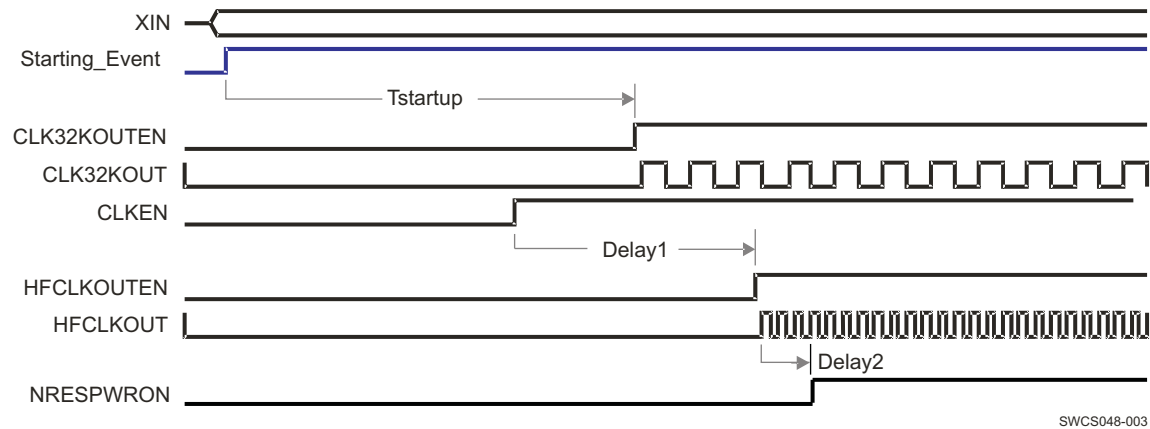 XIN
Starting_Event
Tstartup
CLK32KOUTEN
CLK32KOUT
CLKEN
Delay1
HFCLKOUTEN
HFCLKOUT
Delay2
NRESPWRON
SWCS048-003